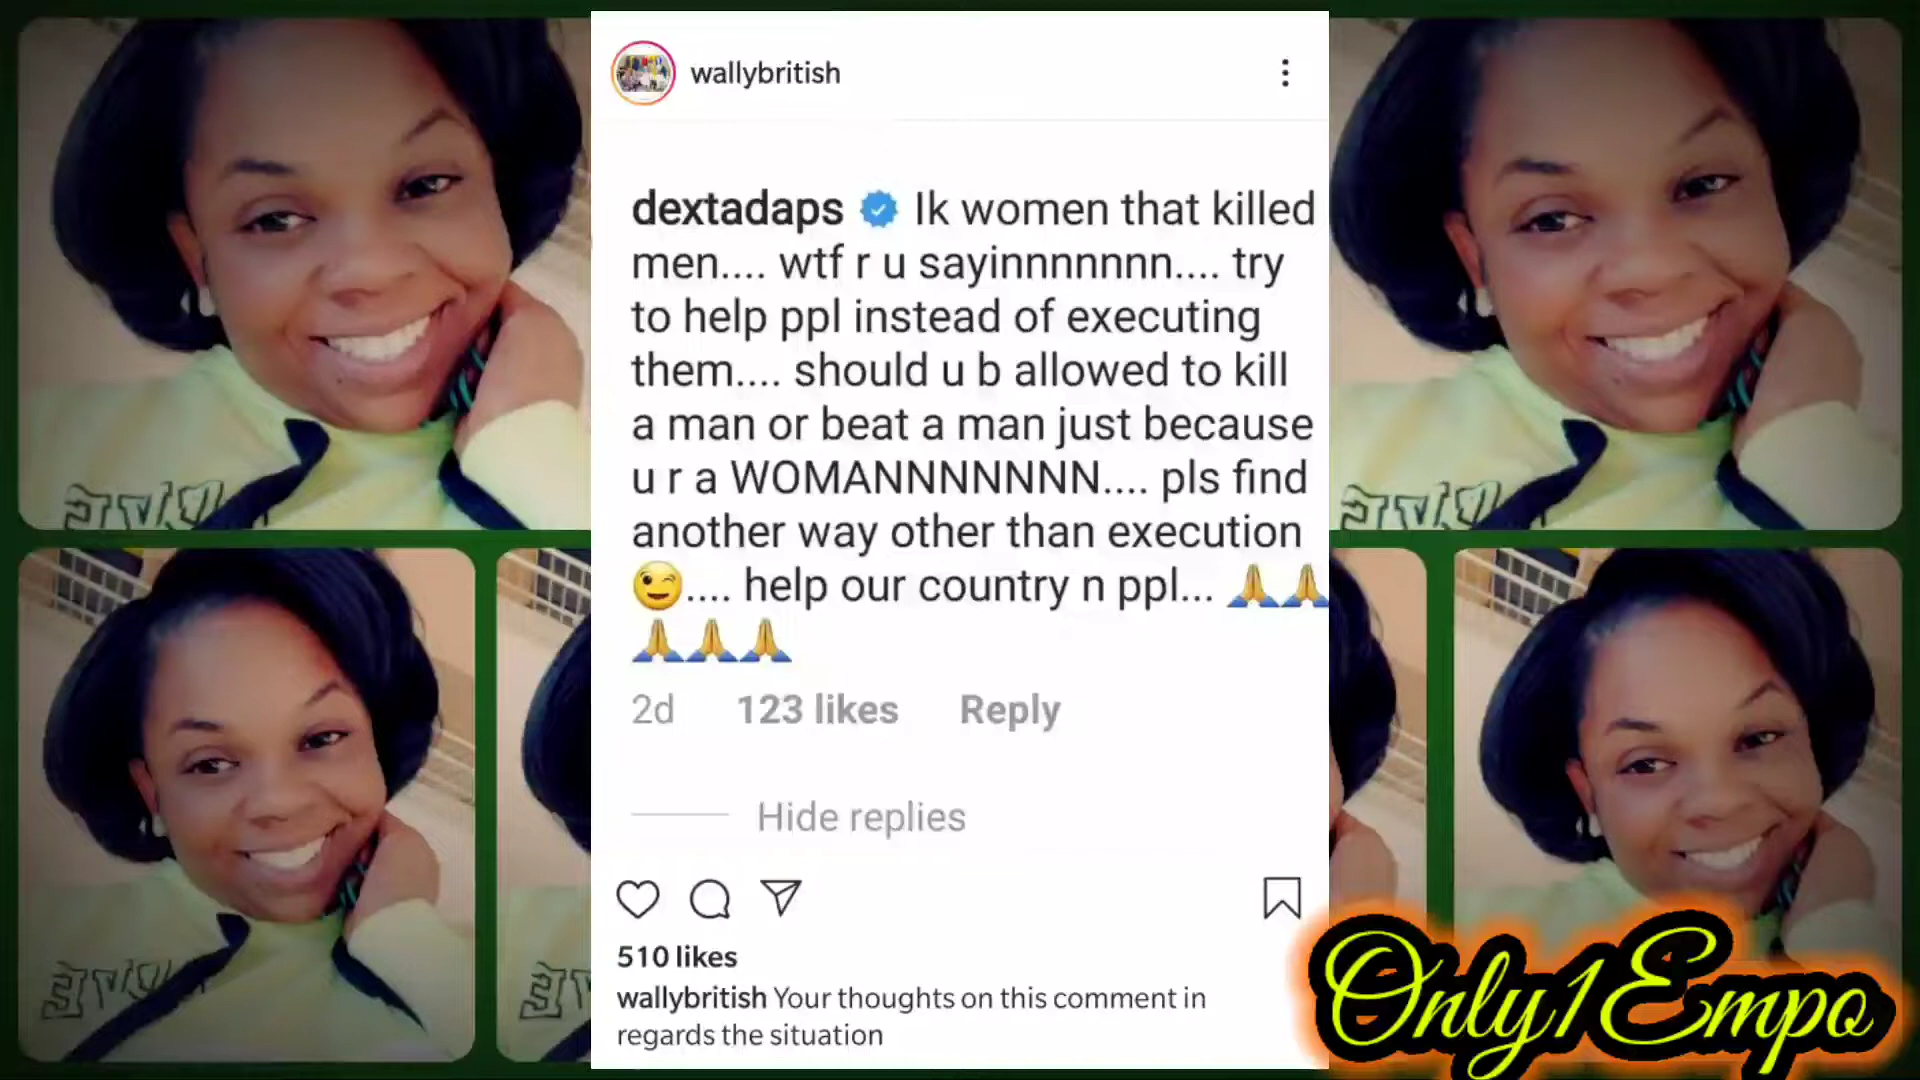 wallybritish
dextadaps Ik women that killed
men.... wtf r u sayinnnnnnn.... try
to help ppl instead of executing
them.... should u b allowed to kill
a man or beat a man just because
u r a WOMANNNNNNN.... pls find
another way other than execution
😉.... help our country n ppl... 🙏🙏
🙏🙏🙏
2d 123 likes Reply
Hide replies
510 likes
wallybritish Your thoughts on this comment in
regards the situation
Only1Empo